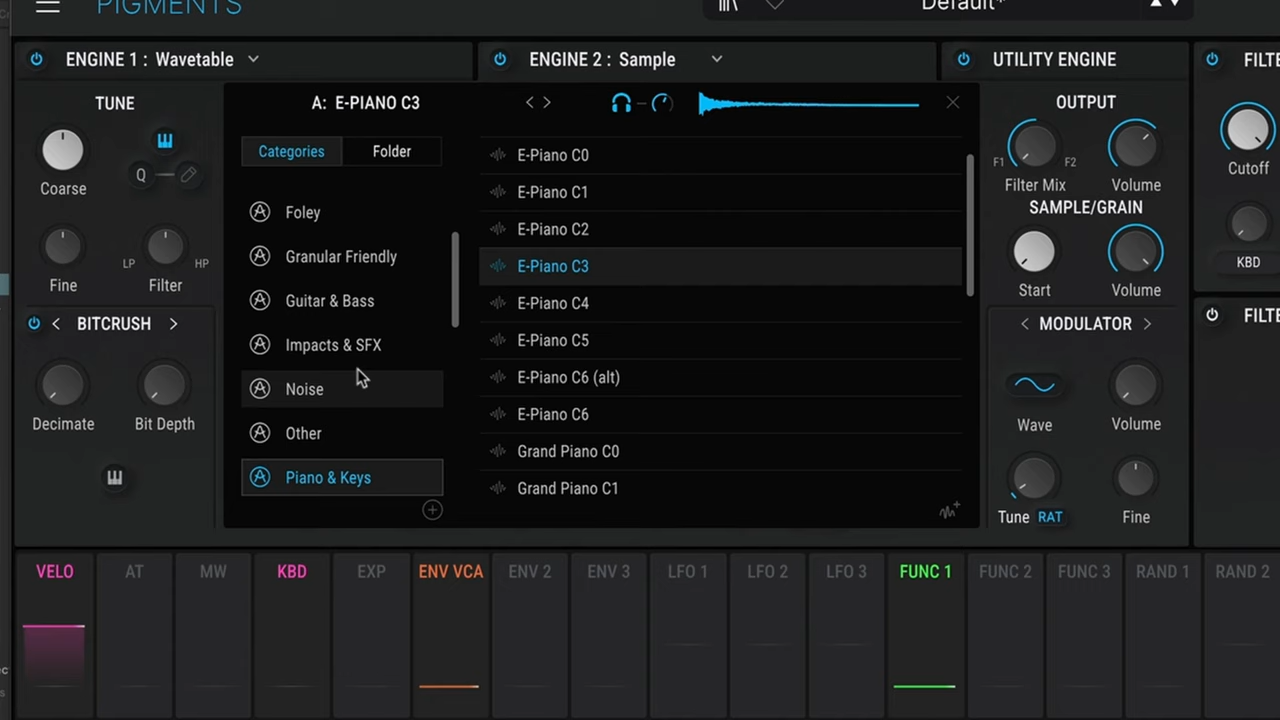 PIGMENTS
Default*
ENGINE 1 : Wavetable
ENGINE 2 : Sample
UTILITY ENGINE
FILTE
TUNE
A: E-PIANO C3
OUTPUT
Categories
Folder
Coarse
Q
Fine
LP
Filter
HP
BITCRUSH
Decimate
Bit Depth
Foley
Granular Friendly
Guitar & Bass
Impacts & SFX
Noise
Other
Piano & Keys
E-Piano C0
E-Piano C1
E-Piano C2
E-Piano C3
E-Piano C4
E-Piano C5
E-Piano C6 (alt)
E-Piano C6
Grand Piano C0
Grand Piano C1
F1
F2
Filter Mix
Volume
SAMPLE/GRAIN
Start
Volume
MODULATOR
Wave
Volume
Tune RAT
Fine
Cutoff
KBD
FILTE
VELO
AT
MW
KBD
EXP
ENV VCA
ENV 2
ENV 3
LFO 1
LFO 2
LFO 3
FUNC 1
FUNC 2
FUNC 3
RAND 1
RAND 2